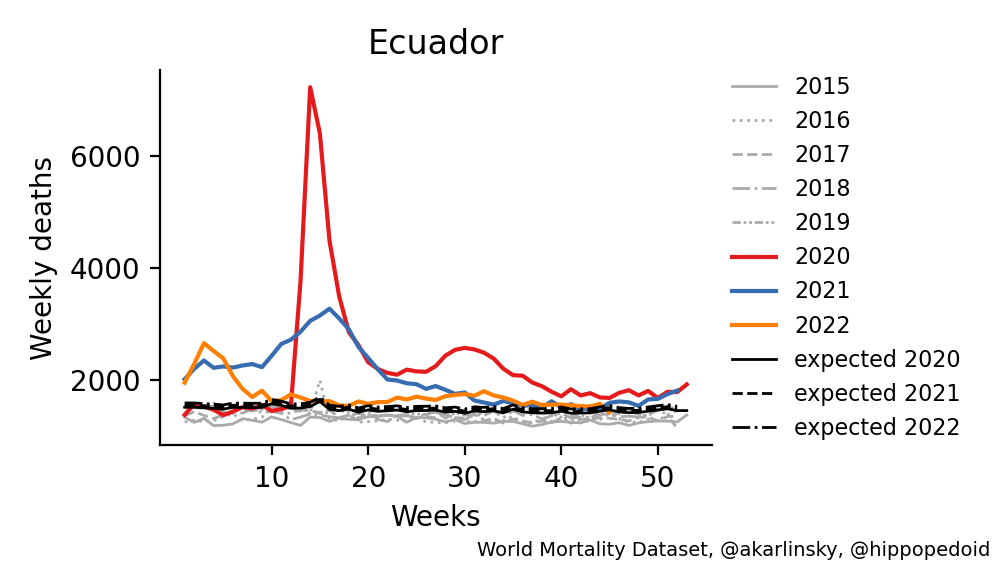 Ecuador
Weekly deaths
6000
4000
2000
10 20 30 40 50
Weeks
2015
2016
2017
2018
2019
2020
2021
2022
expected 2020
expected 2021
expected 2022
World Mortality Dataset, @akarlinsky, @hippopedoid